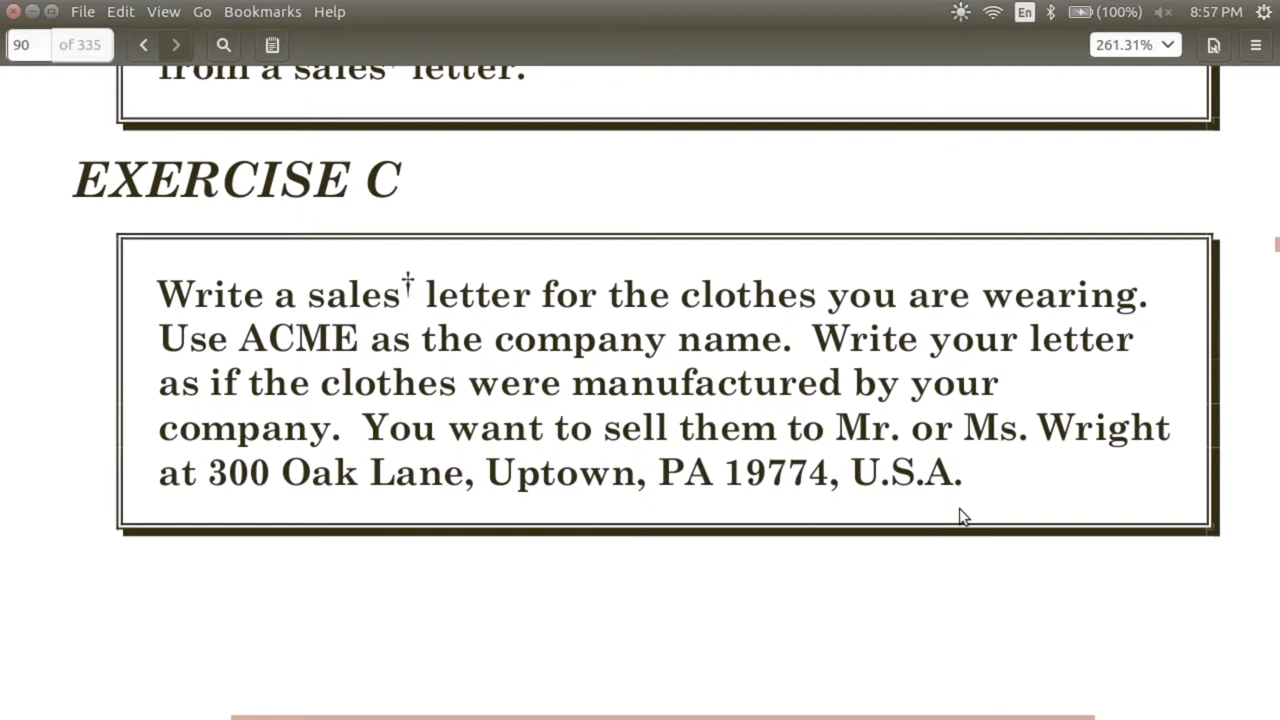 File Edit View Go Bookmarks Help En (100%) 8:57 PM
90 of 335 261.31%
from a sales† letter.
EXERCISE C
Write a sales† letter for the clothes you are wearing.
Use ACME as the company name. Write your letter
as if the clothes were manufactured by your
company. You want to sell them to Mr. or Ms. Wright
at 300 Oak Lane, Uptown, PA 19774, U.S.A.